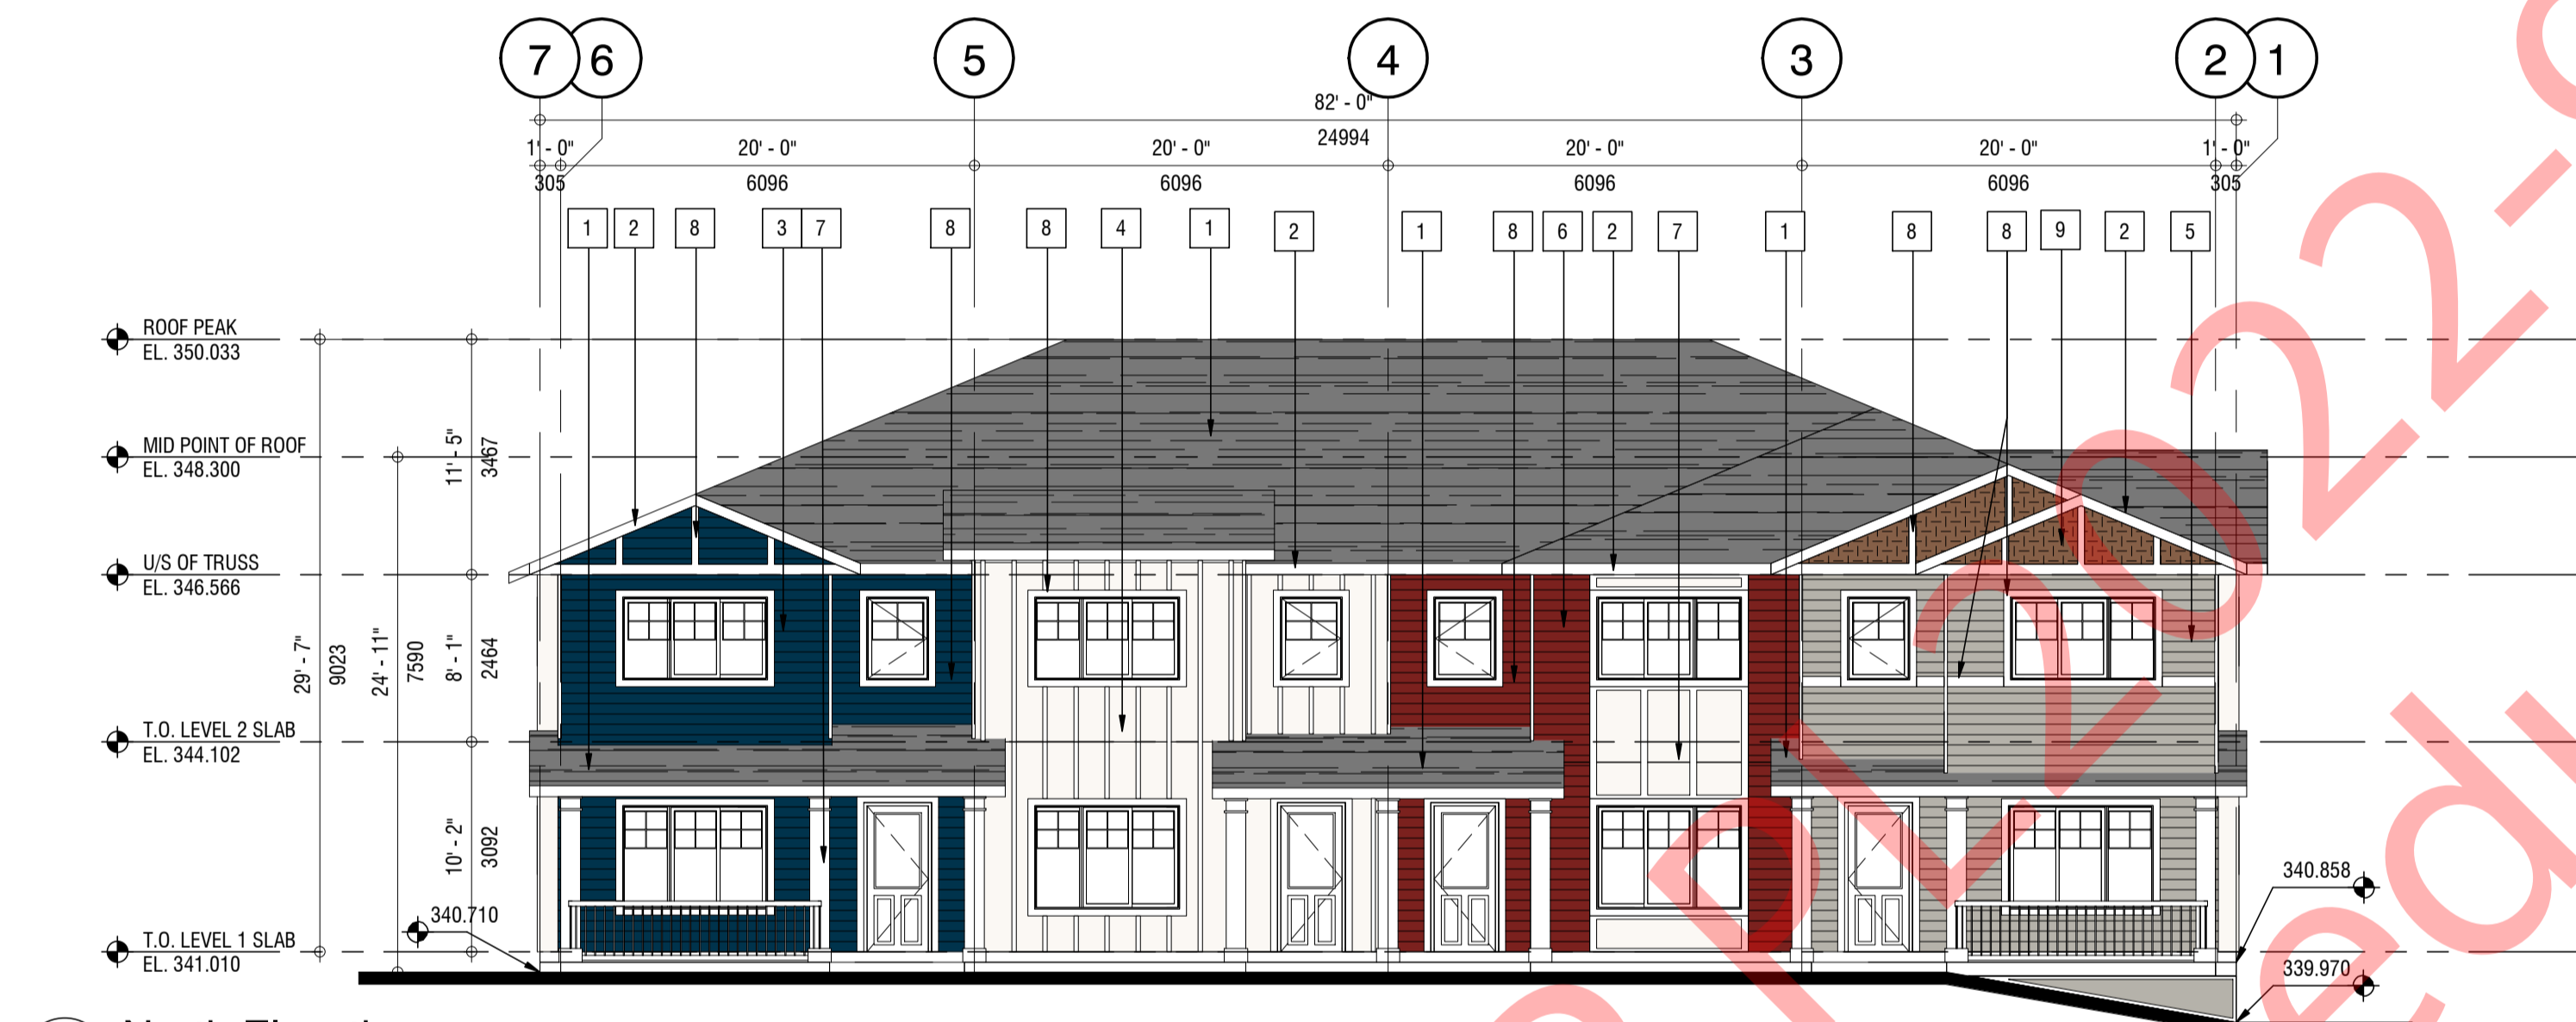 7 6 5 4 3 2 1
82' - 0"
24994
1' - 0" 20' - 0" 20' - 0" 20' - 0" 20' - 0" 1' - 0"
305 6096 6096 6096 6096 305
1 2 8 3 7 8 8 4 1 2 1 8 6 2 7 1 8 8 9 2 5
ROOF PEAK
EL. 350.033
MID POINT OF ROOF
EL. 348.300
U/S OF TRUSS
EL. 346.566
T.O. LEVEL 2 SLAB
EL. 344.102
T.O. LEVEL 1 SLAB
EL. 341.010
29' - 7"
9023
24' - 11"
7590
11' - 5"
3467
8' - 1"
2464
10' - 2"
3092
340.710
340.858
339.970
PL2022-